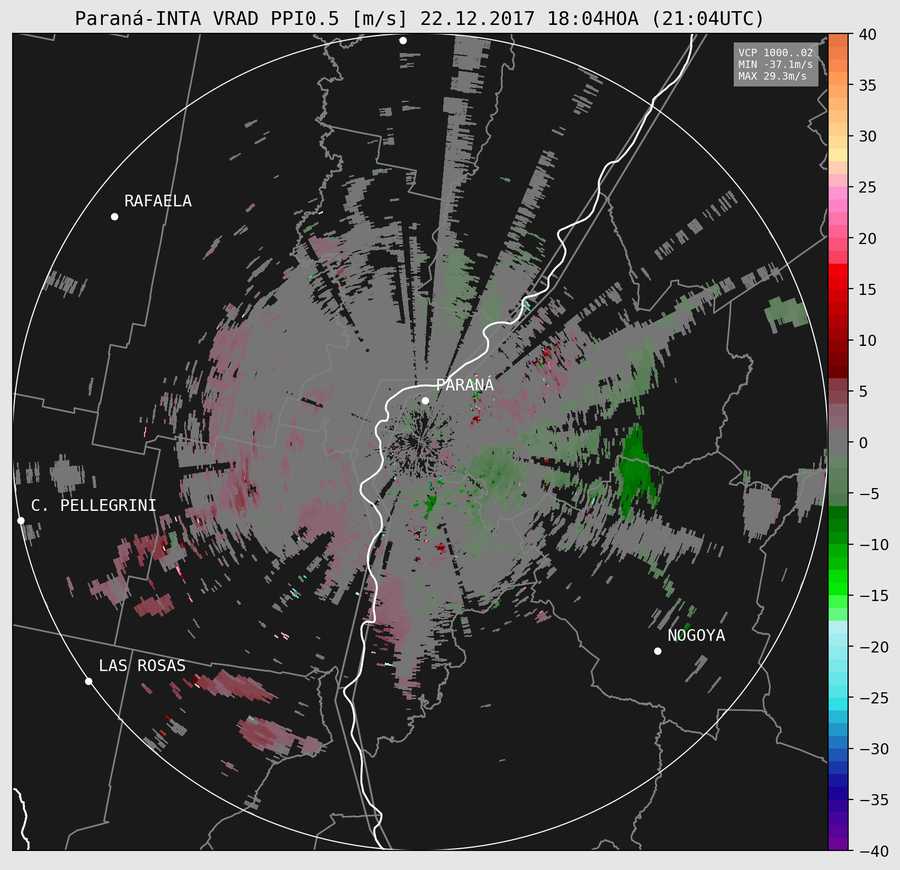 Paraná-INTA VRAD PPI0.5 [m/s] 22.12.2017 18:04HOA (21:04UTC)
VCP 1000..02
MIN -37.1m/s
MAX 29.3m/s
RAFAELA
PARANÁ
C. PELLEGRINI
NOGOYA
LAS ROSAS
40
35
30
25
20
15
10
5
0
−5
−10
−15
−20
−25
−30
−35
−40